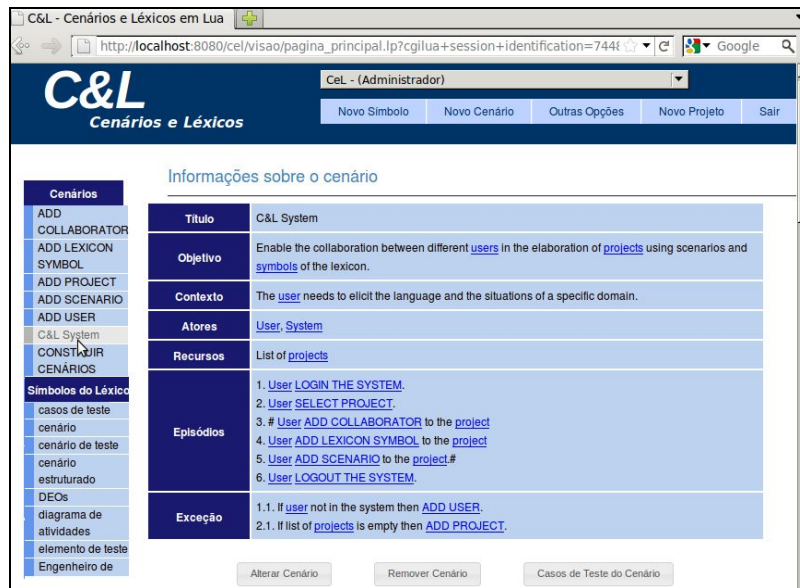 C&L - Cenários e Léxicos em Lua
http://localhost:8080/cel/visao/pagina_principal.lp?cgilua+session+identification=744
Google
C&L
Cenários e Léxicos
CeL - (Administrador)
Novo Símbolo Novo Cenário Outras Opções Novo Projeto Sair
Cenários
ADD
COLLABORATOR
ADD LEXICON
SYMBOL
ADD PROJECT
ADD SCENARIO
ADD USER
C&L System
CONSTRUIR
CENÁRIOS
Símbolos do Léxico
casos de teste
cenário
cenário de teste
cenário
estruturado
DEOs
diagrama de
atividades
elemento de teste
Engenheiro de
Informações sobre o cenário
Título C&L System
Objetivo Enable the collaboration between different users in the elaboration of projects using scenarios and
symbols of the lexicon.
Contexto The user needs to elicit the language and the situations of a specific domain.
Atores User, System
Recursos List of projects
Episódios
1. User LOGIN THE SYSTEM.
2. User SELECT PROJECT.
3. # User ADD COLLABORATOR to the project
4. User ADD LEXICON SYMBOL to the project
5. User ADD SCENARIO to the project.#
6. User LOGOUT THE SYSTEM.
Exceção
1.1. If user not in the system then ADD USER.
2.1. If list of projects is empty then ADD PROJECT.
Alterar Cenário Remover Cenário Casos de Teste do Cenário